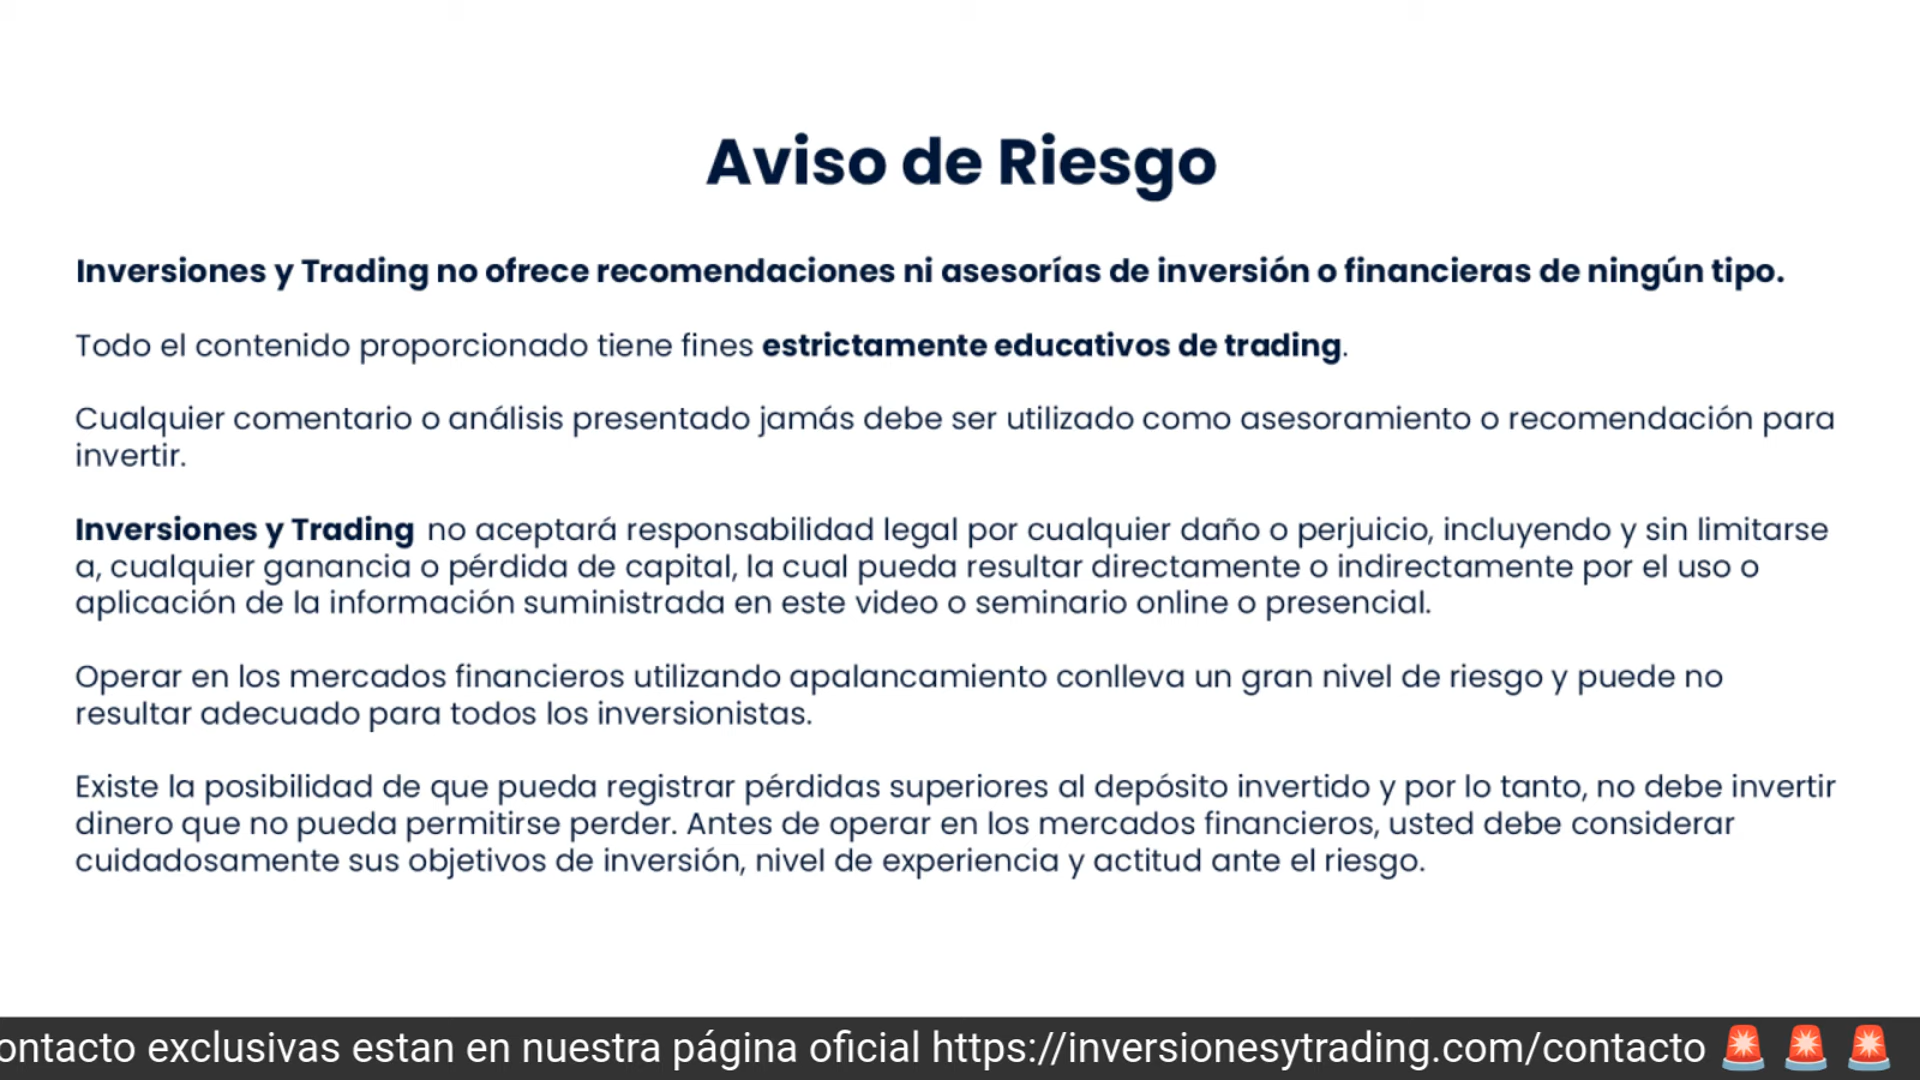 Aviso de Riesgo
Inversiones y Trading no ofrece recomendaciones ni asesorías de inversión o financieras de ningún tipo.
Todo el contenido proporcionado tiene fines estrictamente educativos de trading.
Cualquier comentario o análisis presentado jamás debe ser utilizado como asesoramiento o recomendación para
invertir.
Inversiones y Trading no aceptará responsabilidad legal por cualquier daño o perjuicio, incluyendo y sin limitarse
a, cualquier ganancia o pérdida de capital, la cual pueda resultar directamente o indirectamente por el uso o
aplicación de la información suministrada en este video o seminario online o presencial.
Operar en los mercados financieros utilizando apalancamiento conlleva un gran nivel de riesgo y puede no
resultar adecuado para todos los inversionistas.
Existe la posibilidad de que pueda registrar pérdidas superiores al depósito invertido y por lo tanto, no debe invertir
dinero que no pueda permitirse perder. Antes de operar en los mercados financieros, usted debe considerar
cuidadosamente sus objetivos de inversión, nivel de experiencia y actitud ante el riesgo.
ontacto exclusivas estan en nuestra página oficial https://inversionesytrading.com/contacto 🚨 🚨 🚨